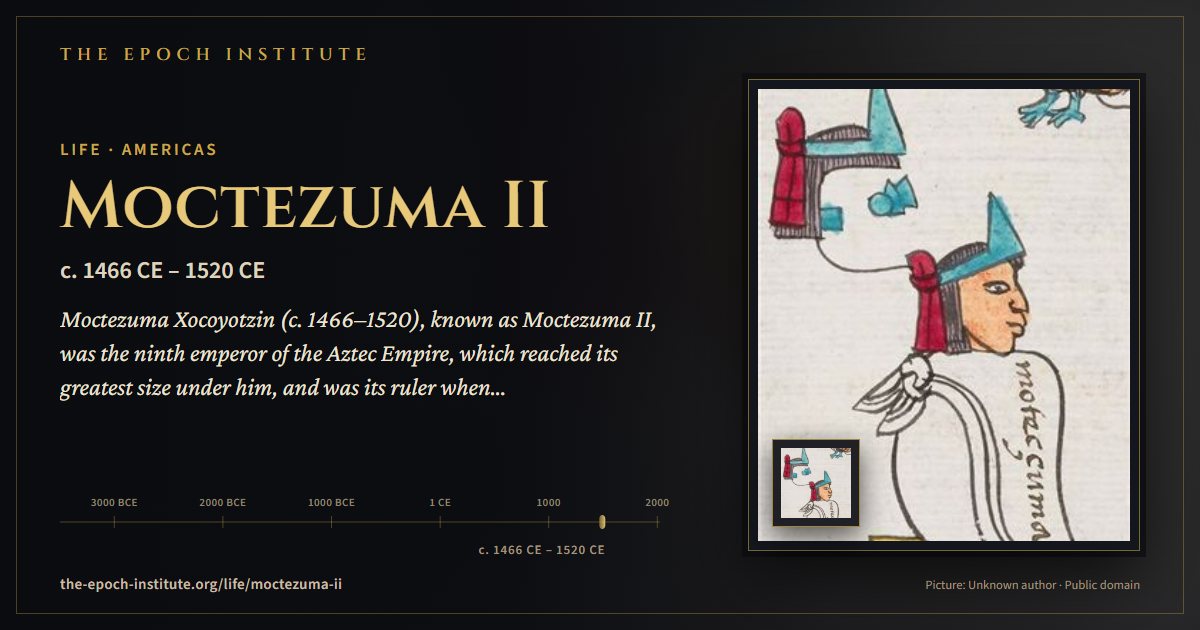 THE EPOCH INSTITUTE
LIFE · AMERICAS
MOCTEZUMA II
c. 1466 CE – 1520 CE
Moctezuma Xocoyotzin (c. 1466–1520), known as Moctezuma II,
was the ninth emperor of the Aztec Empire, which reached its
greatest size under him, and was its ruler when...
3000 BCE 2000 BCE 1000 BCE 1 CE 1000 2000
c. 1466 CE – 1520 CE
the-epoch-institute.org/life/moctezuma-ii
Picture: Unknown author · Public domain